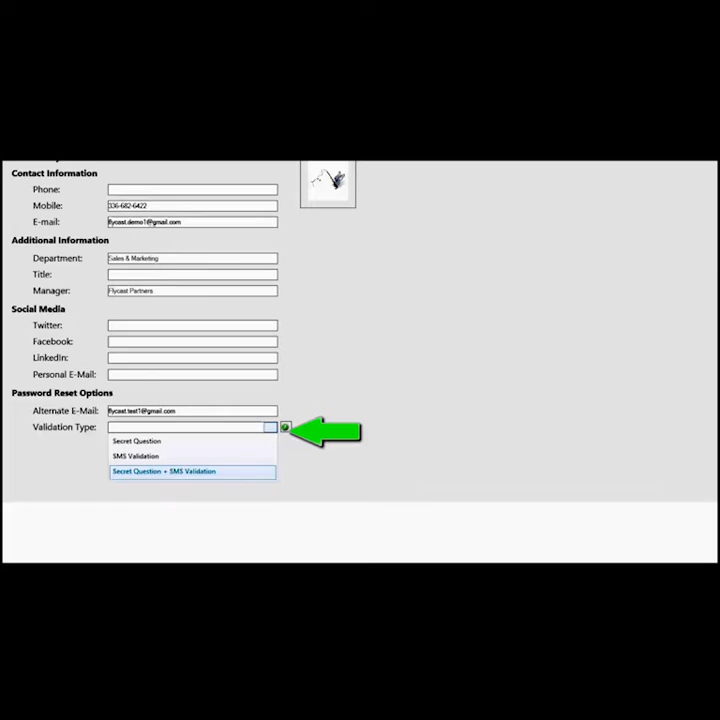 Contact Information
Phone:
Mobile: 336-682-6422
E-mail: flycast.demo1@gmail.com
Additional Information
Department: Sales & Marketing
Title:
Manager: Flycast Partners
Social Media
Twitter:
Facebook:
LinkedIn:
Personal E-Mail:
Password Reset Options
Alternate E-Mail: flycast.test1@gmail.com
Validation Type:
Secret Question
SMS Validation
Secret Question + SMS Validation